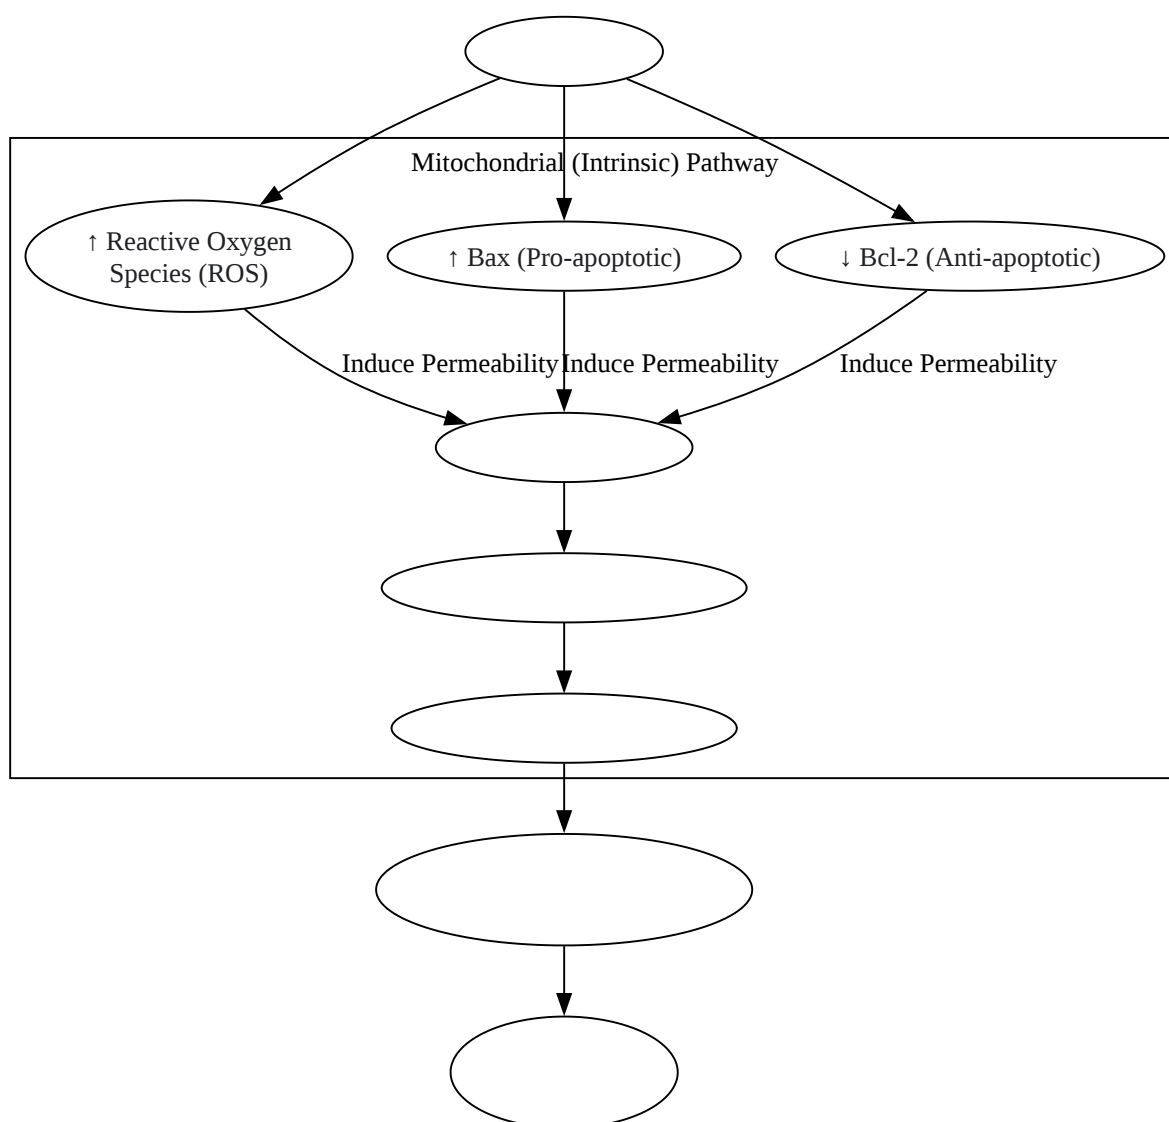 Mitochondrial (Intrinsic) Pathway
↑ Reactive Oxygen
Species (ROS)
↑ Bax (Pro-apoptotic)
↓ Bcl-2 (Anti-apoptotic)
Induce Permeability
Induce Permeability
Induce Permeability